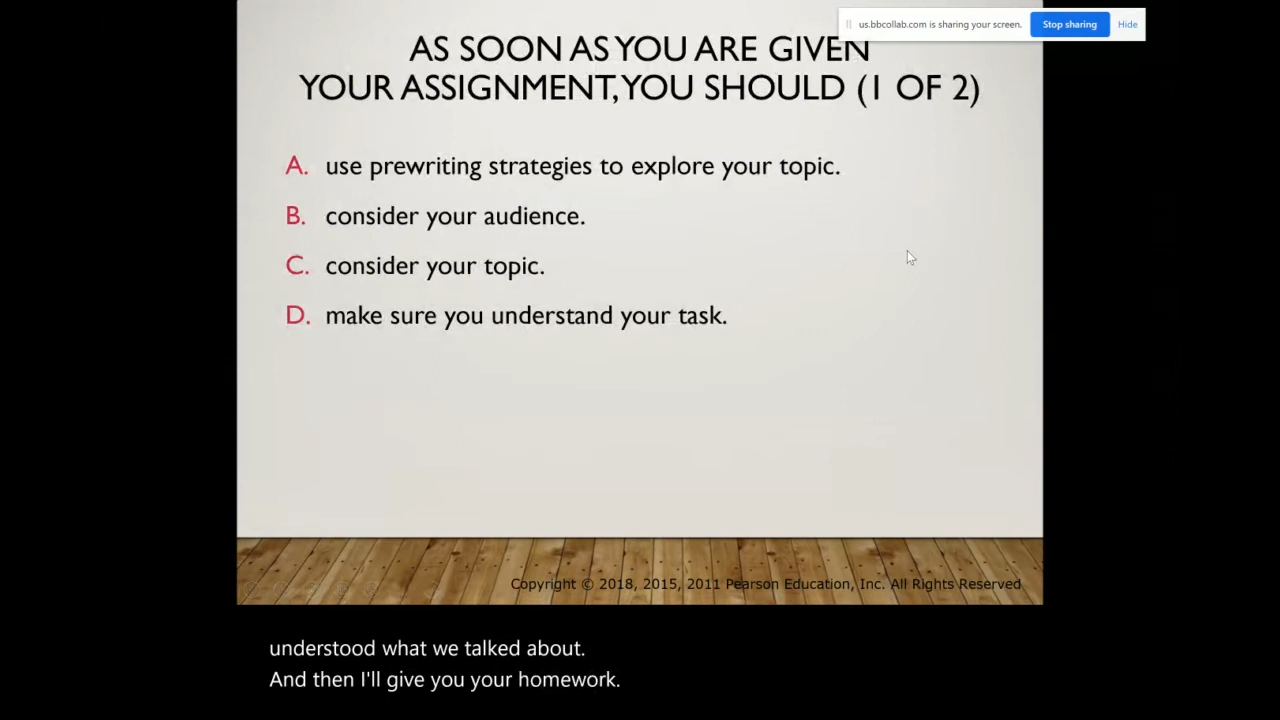 us.bbcollab.com is sharing your screen. Stop sharing Hide
AS SOON AS YOU ARE GIVEN
YOUR ASSIGNMENT, YOU SHOULD (1 OF 2)
A. use prewriting strategies to explore your topic.
B. consider your audience.
C. consider your topic.
D. make sure you understand your task.
Copyright © 2018, 2015, 2011 Pearson Education, Inc. All Rights Reserved
understood what we talked about.
And then I'll give you your homework.